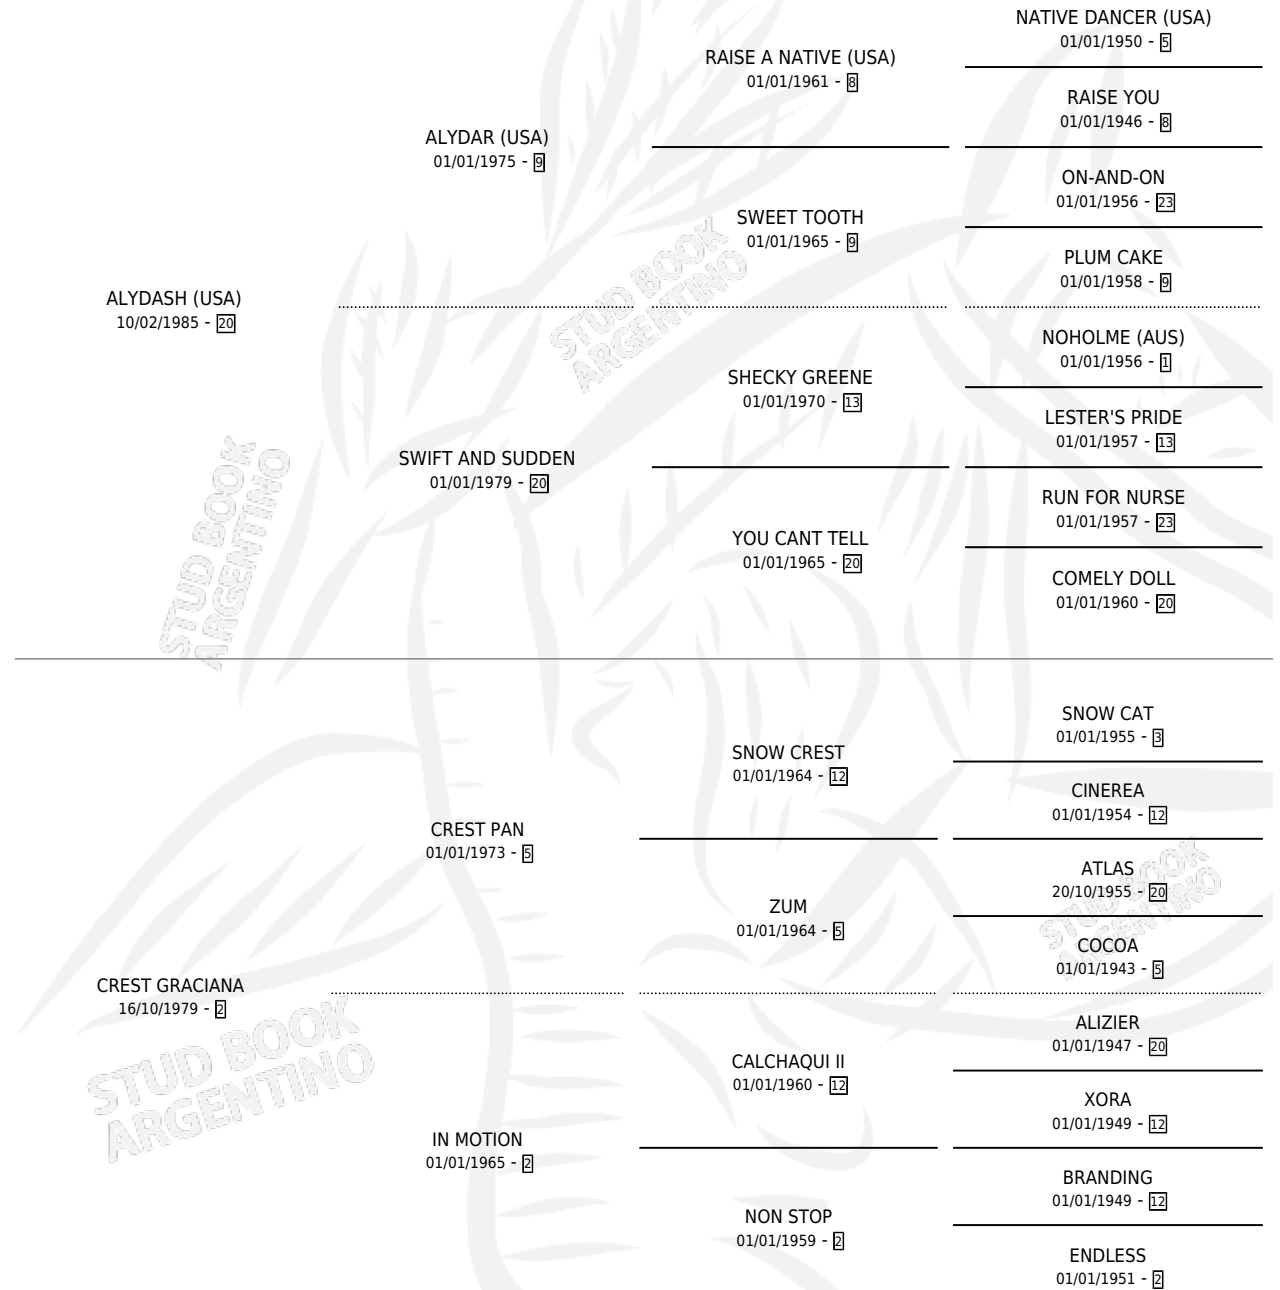 NATIVE DANCER (USA)
01/01/1950 - 5
RAISE A NATIVE (USA)
01/01/1961 - 8
RAISE YOU
01/01/1946 - 8
ALYDAR (USA)
01/01/1975 - 9
ON-AND-ON
01/01/1956 - 23
SWEET TOOTH
01/01/1965 - 9
PLUM CAKE
01/01/1958 - 9
ALYDASH (USA)
10/02/1985 - 20
STUD BOOK
ARGENTINO
NOHOLME (AUS)
01/01/1956 - 1
SHECKY GREENE
01/01/1970 - 13
LESTER'S PRIDE
01/01/1957 - 13
SWIFT AND SUDDEN
01/01/1979 - 20
RUN FOR NURSE
01/01/1957 - 23
YOU CANT TELL
01/01/1965 - 20
COMELY DOLL
01/01/1960 - 20
STUD BOOK
ARGENTINO
SNOW CAT
01/01/1955 - 3
SNOW CREST
01/01/1964 - 12
CINEREA
01/01/1954 - 12
CREST PAN
01/01/1973 - 5
ATLAS
20/10/1955 - 20
STUD BOOK
ARGENTINO
ZUM
01/01/1964 - 5
COCOA
01/01/1943 - 5
CREST GRACIANA
16/10/1979 - 2
STUD BOOK
ARGENTINO
ALIZIER
01/01/1947 - 20
CALCHAQUI II
01/01/1960 - 12
XORA
01/01/1949 - 12
IN MOTION
01/01/1965 - 2
BRANDING
01/01/1949 - 12
NON STOP
01/01/1959 - 2
ENDLESS
01/01/1951 - 2